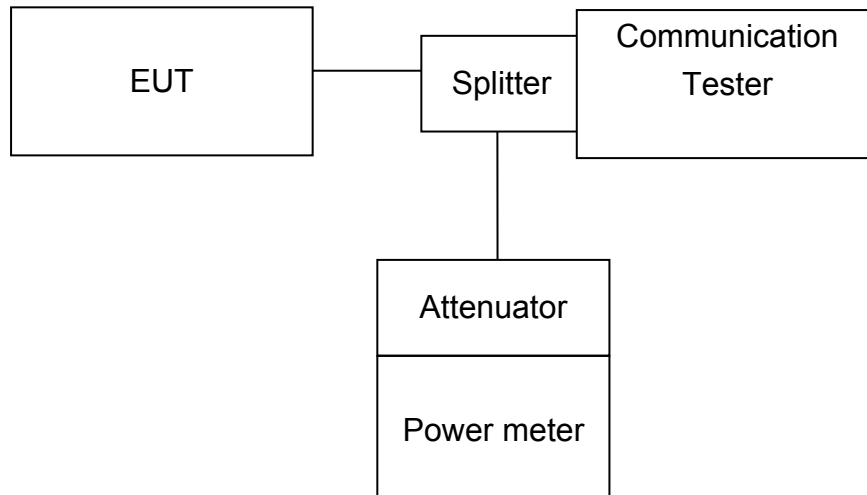 EUT
Splitter
Communication
Tester
Attenuator
Power meter